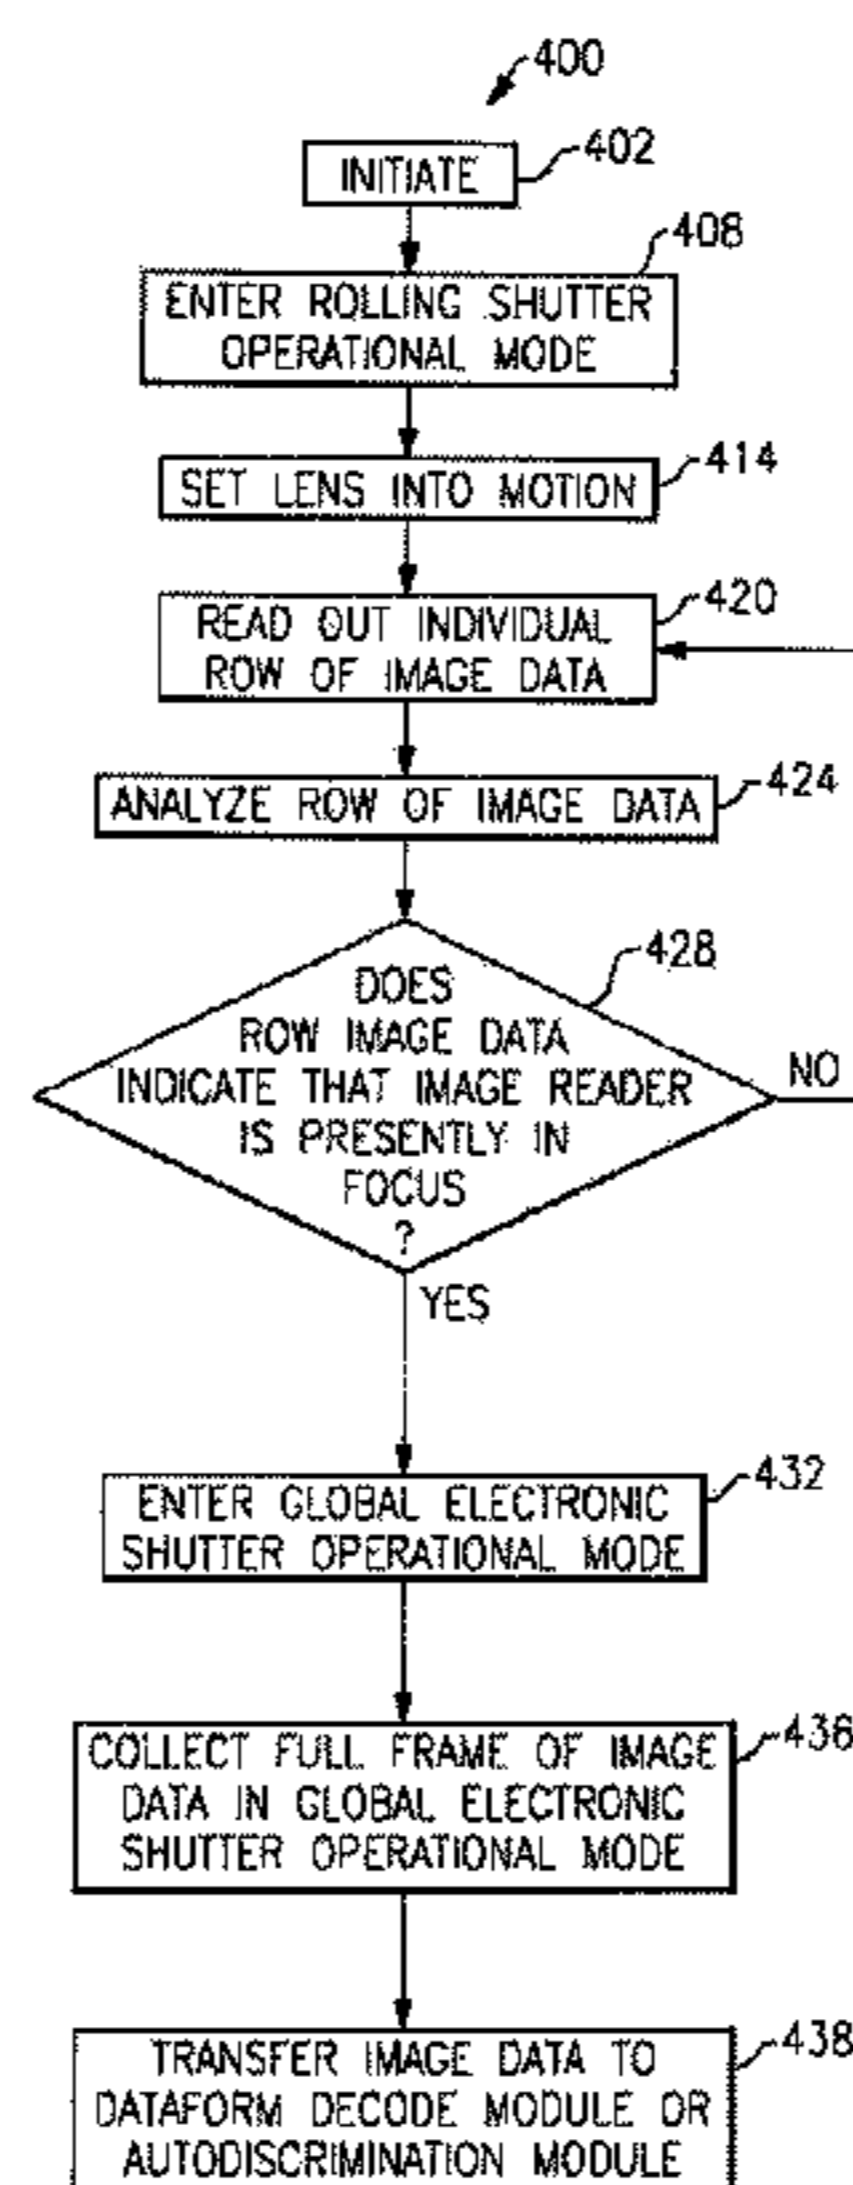 400
INITIATE
402
408
ENTER ROLLING SHUTTER
OPERATIONAL MODE
SET LENS INTO MOTION
414
READ OUT INDIVIDUAL
ROW OF IMAGE DATA
420
ANALYZE ROW OF IMAGE DATA
424
428
DOES
ROW IMAGE DATA
INDICATE THAT IMAGE READER
IS PRESENTLY IN
FOCUS
?
NO
YES
432
ENTER GLOBAL ELECTRONIC
SHUTTER OPERATIONAL MODE
436
COLLECT FULL FRAME OF IMAGE
DATA IN GLOBAL ELECTRONIC
SHUTTER OPERATIONAL MODE
438
TRANSFER IMAGE DATA TO
DATAFORM DECODE MODULE OR
AUTODISCRIMINATION MODULE